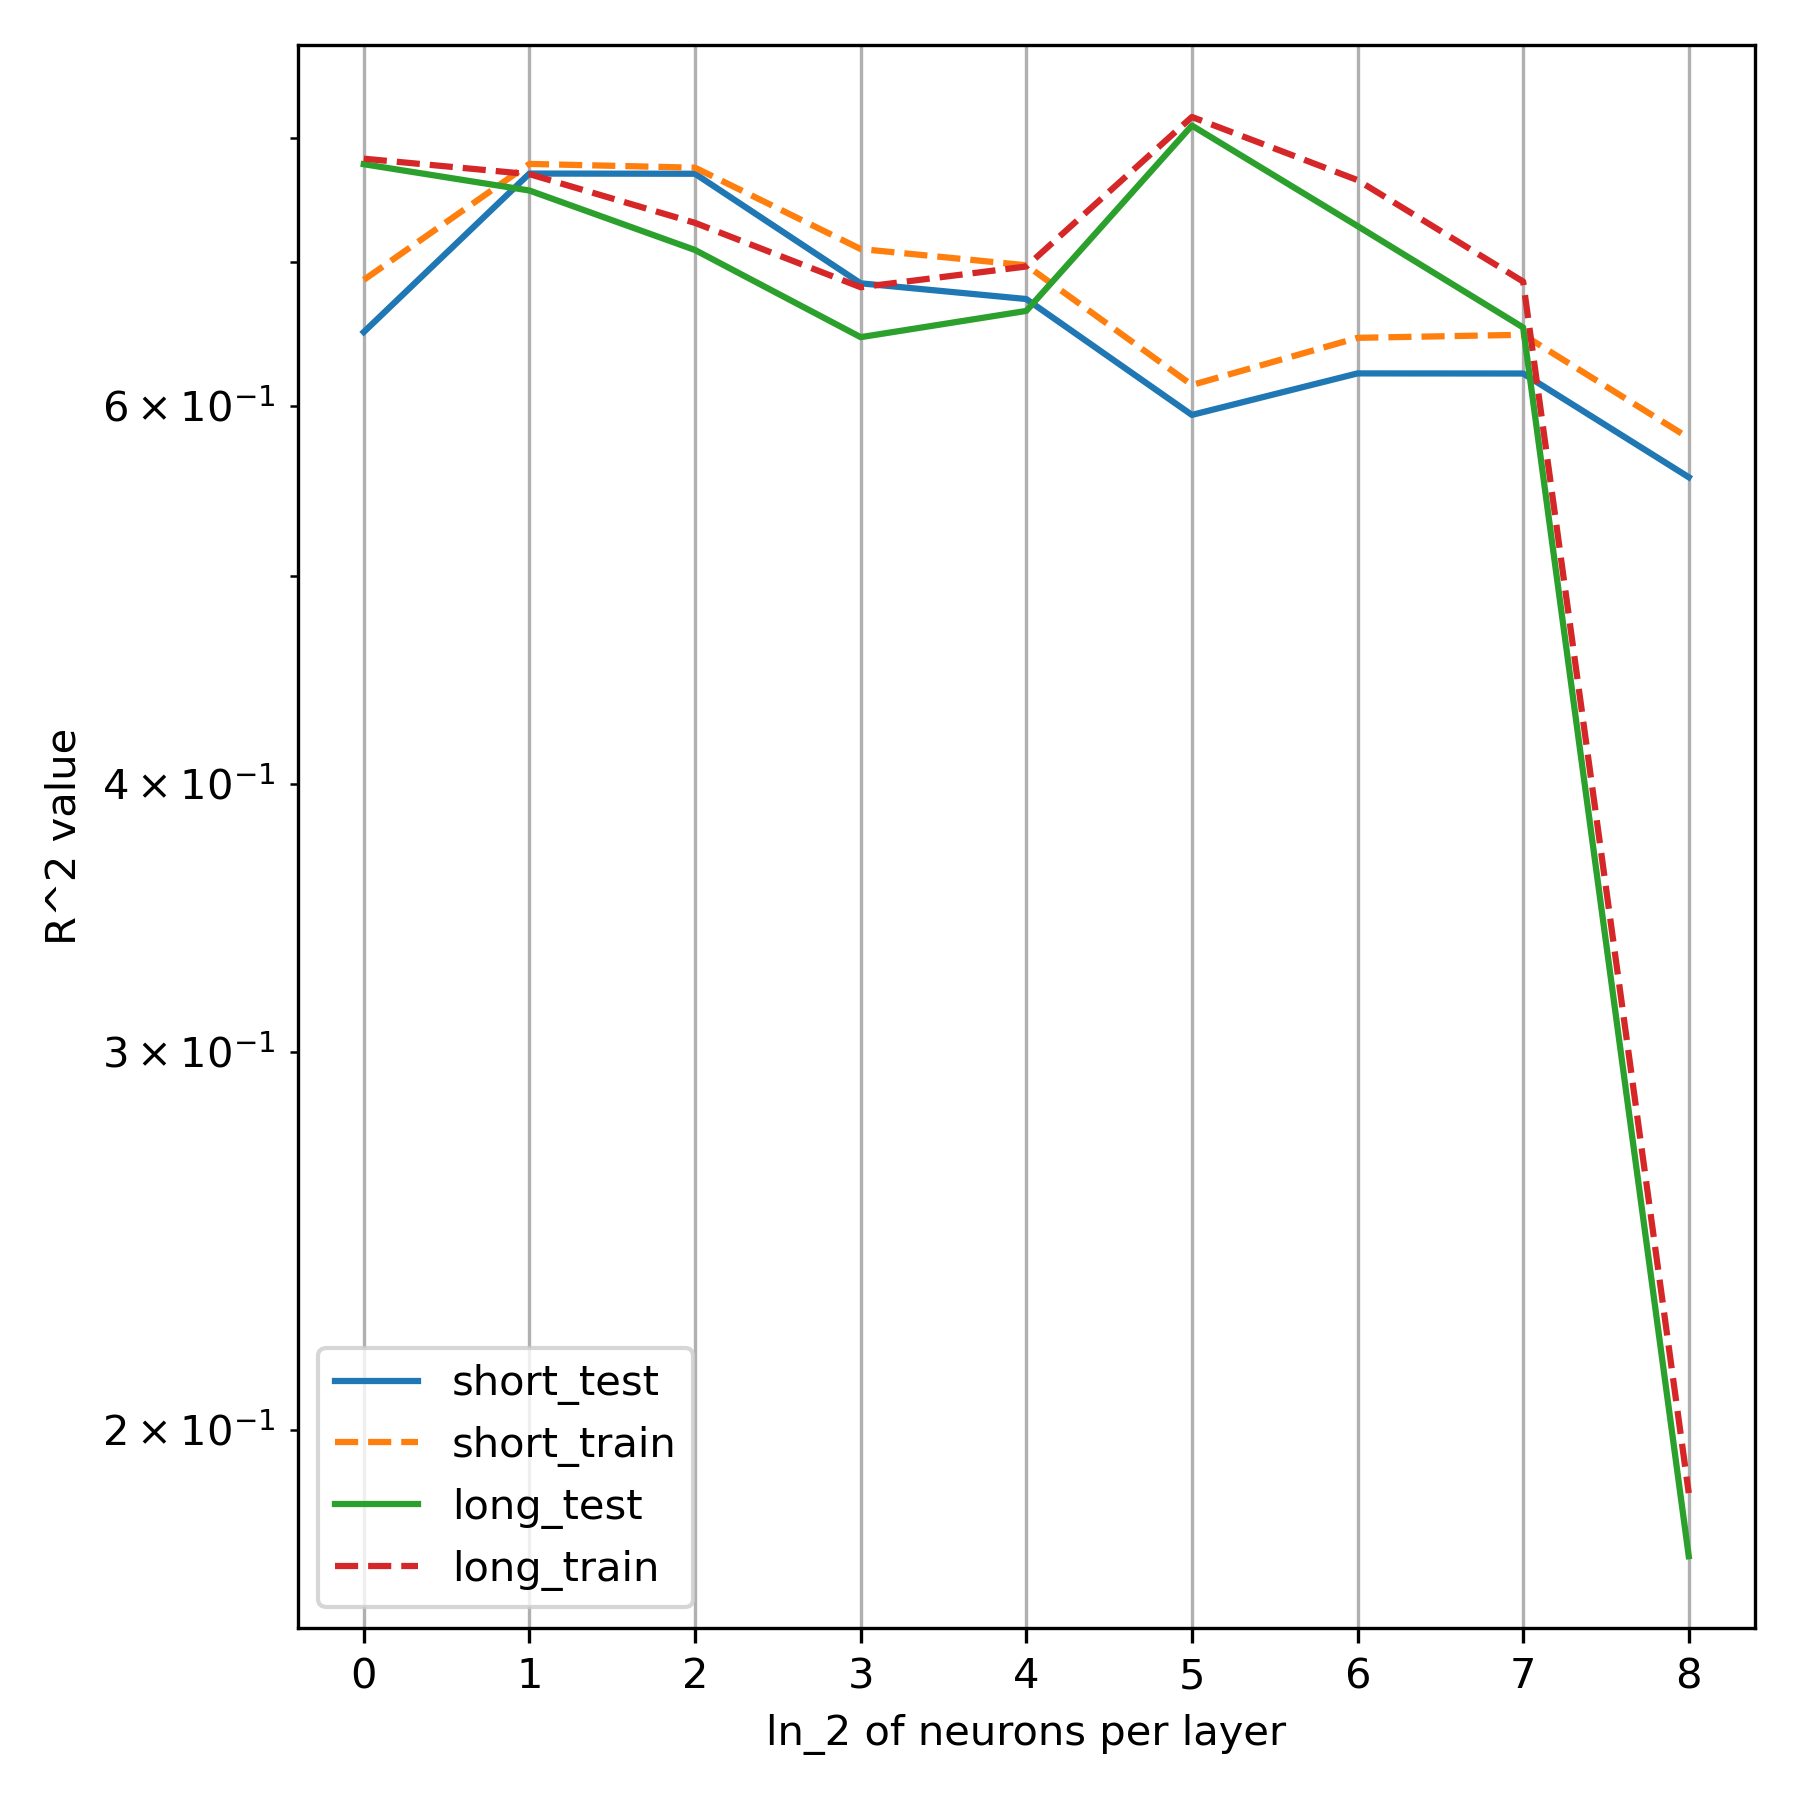 R^2 value
6 × 10⁻¹
4 × 10⁻¹
3 × 10⁻¹
2 × 10⁻¹
short_test
short_train
long_test
long_train
0 1 2 3 4 5 6 7 8
ln_2 of neurons per layer